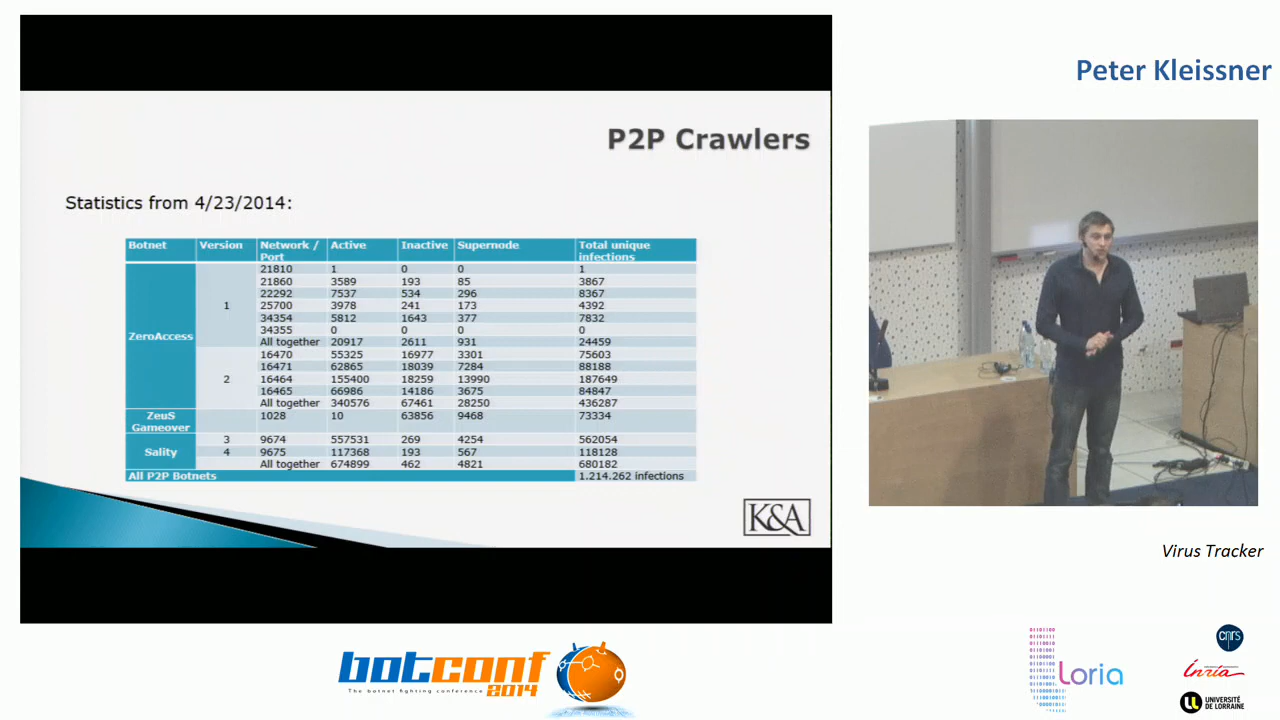 Peter Kleissner
P2P Crawlers
Statistics from 4/23/2014:
Botnet Version Network / Port Active Inactive Supernode Total unique infections
ZeroAccess 1 21810 1 0 0 1
21860 3589 193 85 3867
22292 7537 534 296 8367
25700 3978 241 173 4392
34354 5812 1643 377 7832
34355 0 0 0 0
All together 20917 2611 931 24459
2 16470 55325 16977 3301 75603
16471 62865 18039 7284 88188
16464 155400 18259 13990 187649
16465 66986 14186 3675 84847
All together 340576 67461 28250 436287
ZeuS Gameover 1028 10 63856 9468 73334
Sality 3 9674 557531 269 4254 562054
4 9675 117368 193 567 118128
All together 674899 462 4821 680182
All P2P Botnets 1.214.262 infections
K&A
Virus Tracker
botconf 2014
The botnet fighting conference
Loria
cnrs
inria
UNIVERSITÉ
DE LORRAINE